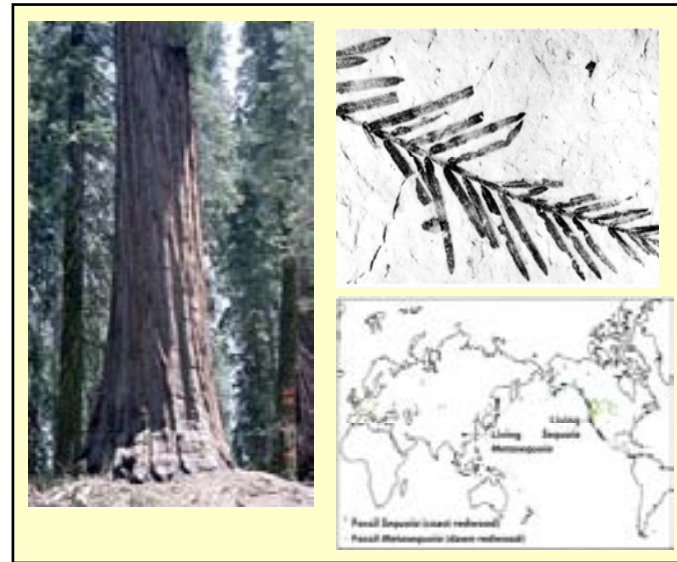 Living
Living Sequoia
Metasequoia
Fossil Sequoia (coast redwood)
Fossil Metasequoia (dawn redwood)